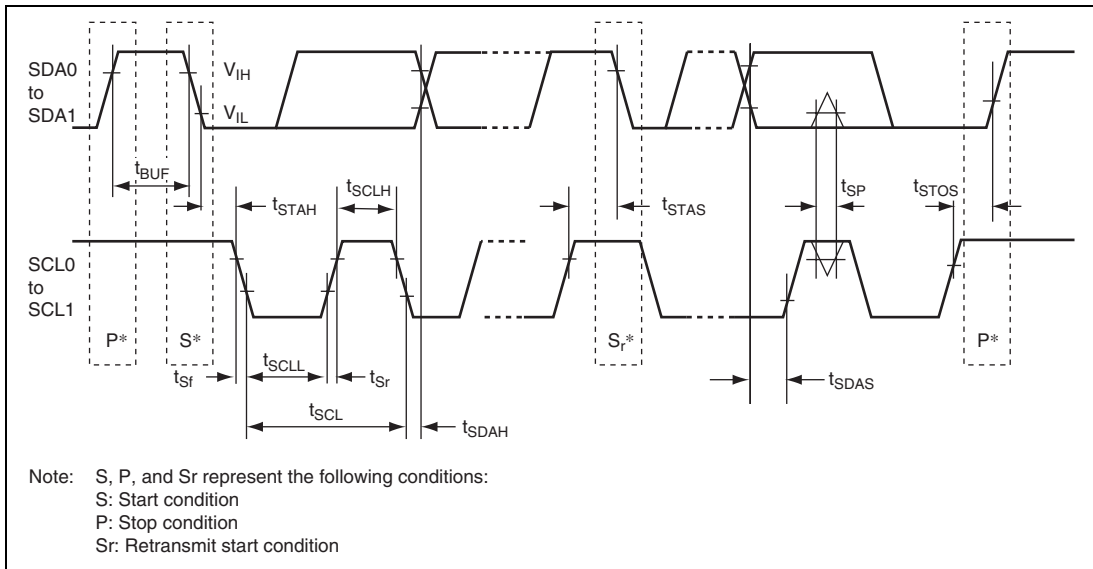 SDA0
to
SDA1
V_IH
V_IL
t_BUF
t_STAH
t_SCLH
t_STAS
t_SP
t_STOS
SCL0
to
SCL1
P*
S*
S_r*
P*
t_Sf
t_SCLL
t_Sr
t_SDAS
t_SCL
t_SDAH
Note: S, P, and Sr represent the following conditions:
S: Start condition
P: Stop condition
Sr: Retransmit start condition